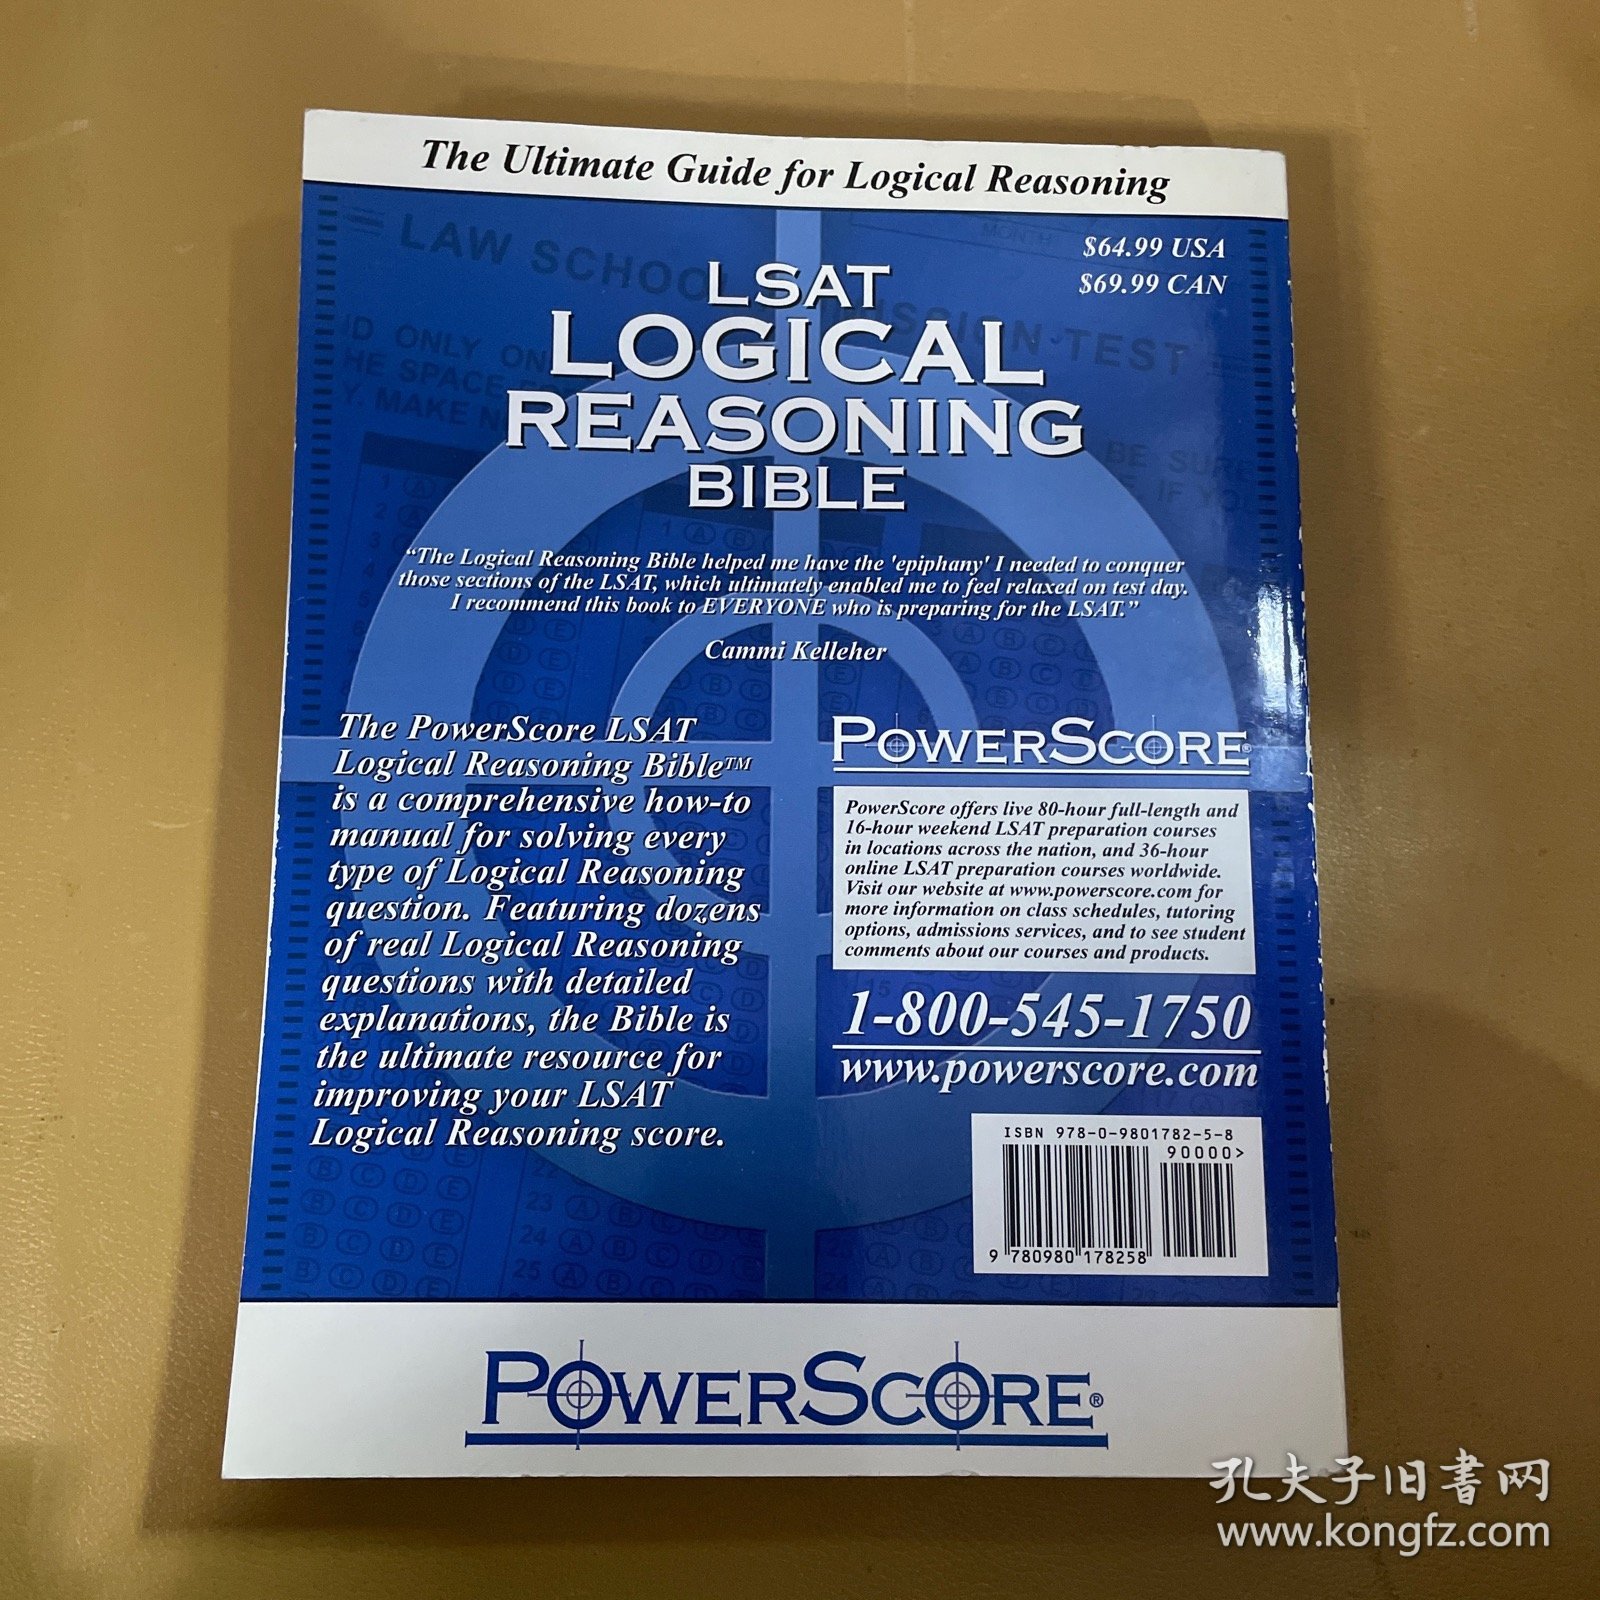 The Ultimate Guide for Logical Reasoning
$64.99 USA
$69.99 CAN
LSAT
LOGICAL
REASONING
BIBLE
“The Logical Reasoning Bible helped me have the 'epiphany' I needed to conquer
those sections of the LSAT, which ultimately enabled me to feel relaxed on test day.
I recommend this book to EVERYONE who is preparing for the LSAT.”
Cammi Kelleher
The PowerScore LSAT
Logical Reasoning Bible™
is a comprehensive how-to
manual for solving every
type of Logical Reasoning
question. Featuring dozens
of real Logical Reasoning
questions with detailed
explanations, the Bible is
the ultimate resource for
improving your LSAT
Logical Reasoning score.
POWERSCORE®
PowerScore offers live 80-hour full-length and
16-hour weekend LSAT preparation courses
in locations across the nation, and 36-hour
online LSAT preparation courses worldwide.
Visit our website at www.powerscore.com for
more information on class schedules, tutoring
options, admissions services, and to see student
comments about our courses and products.
1-800-545-1750
www.powerscore.com
ISBN 978-0-9801782-5-8
90000>
9 780980 178258
POWERSCORE®
孔夫子旧书网
www.kongfz.com